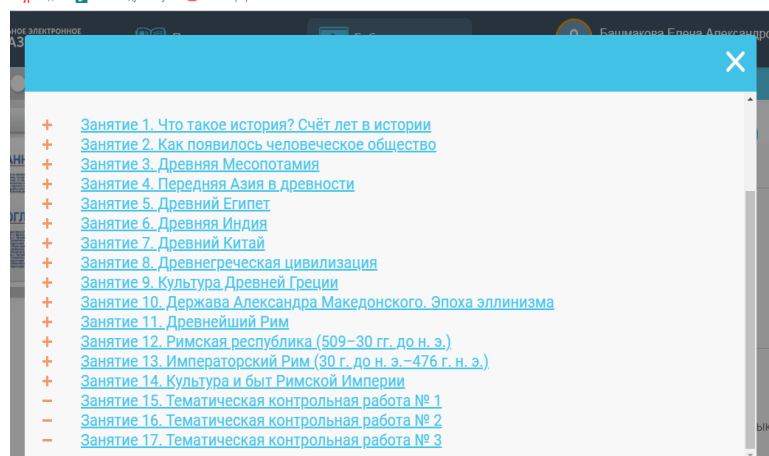 Башмакова Елена Александро
Занятие 1. Что такое история? Счёт лет в истории
Занятие 2. Как появилось человеческое общество
Занятие 3. Древняя Месопотамия
Занятие 4. Передняя Азия в древности
Занятие 5. Древний Египет
Занятие 6. Древняя Индия
Занятие 7. Древний Китай
Занятие 8. Древнегреческая цивилизация
Занятие 9. Культура Древней Греции
Занятие 10. Держава Александра Македонского. Эпоха эллинизма
Занятие 11. Древнейший Рим
Занятие 12. Римская республика (509–30 гг. до н. э.)
Занятие 13. Императорский Рим (30 г. до н. э.–476 г. н. э.)
Занятие 14. Культура и быт Римской Империи
Занятие 15. Тематическая контрольная работа № 1
Занятие 16. Тематическая контрольная работа № 2
Занятие 17. Тематическая контрольная работа № 3